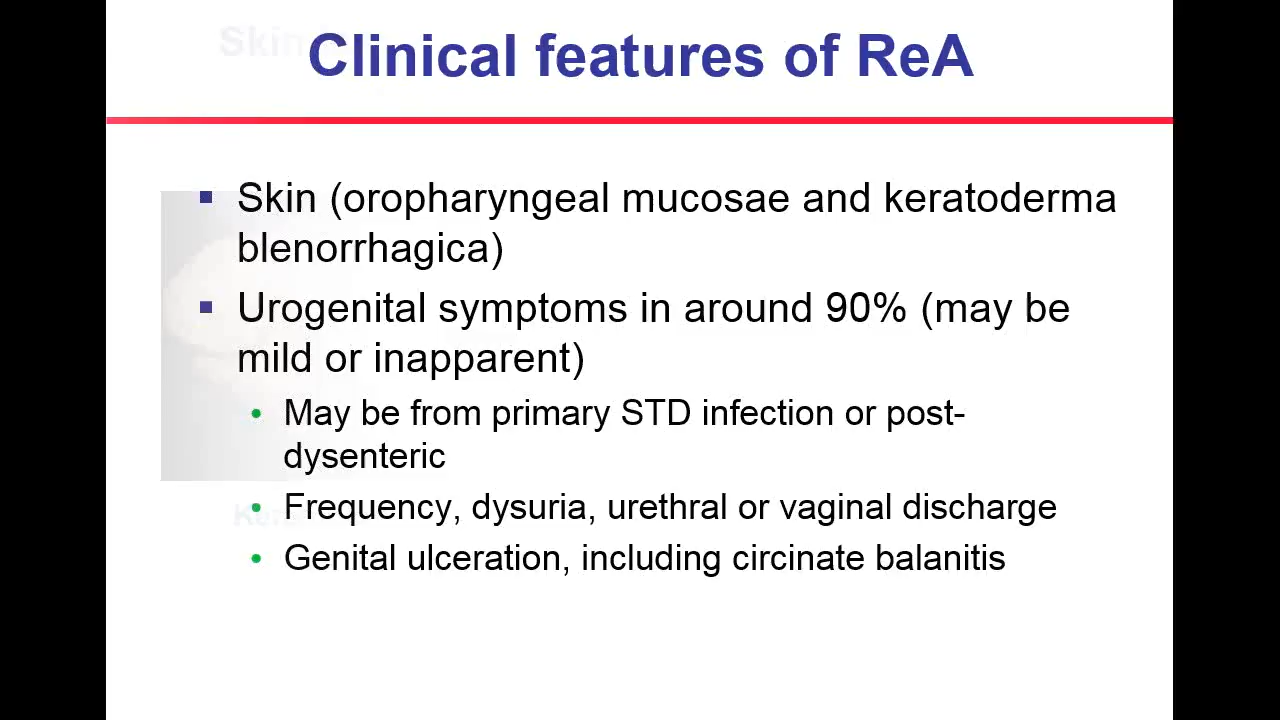 Clinical features of ReA
Skin (oropharyngeal mucosae and keratoderma
blenorrhagica)
Urogenital symptoms in around 90% (may be
mild or inapparent)
May be from primary STD infection or post-
dysenteric
Frequency, dysuria, urethral or vaginal discharge
Genital ulceration, including circinate balanitis